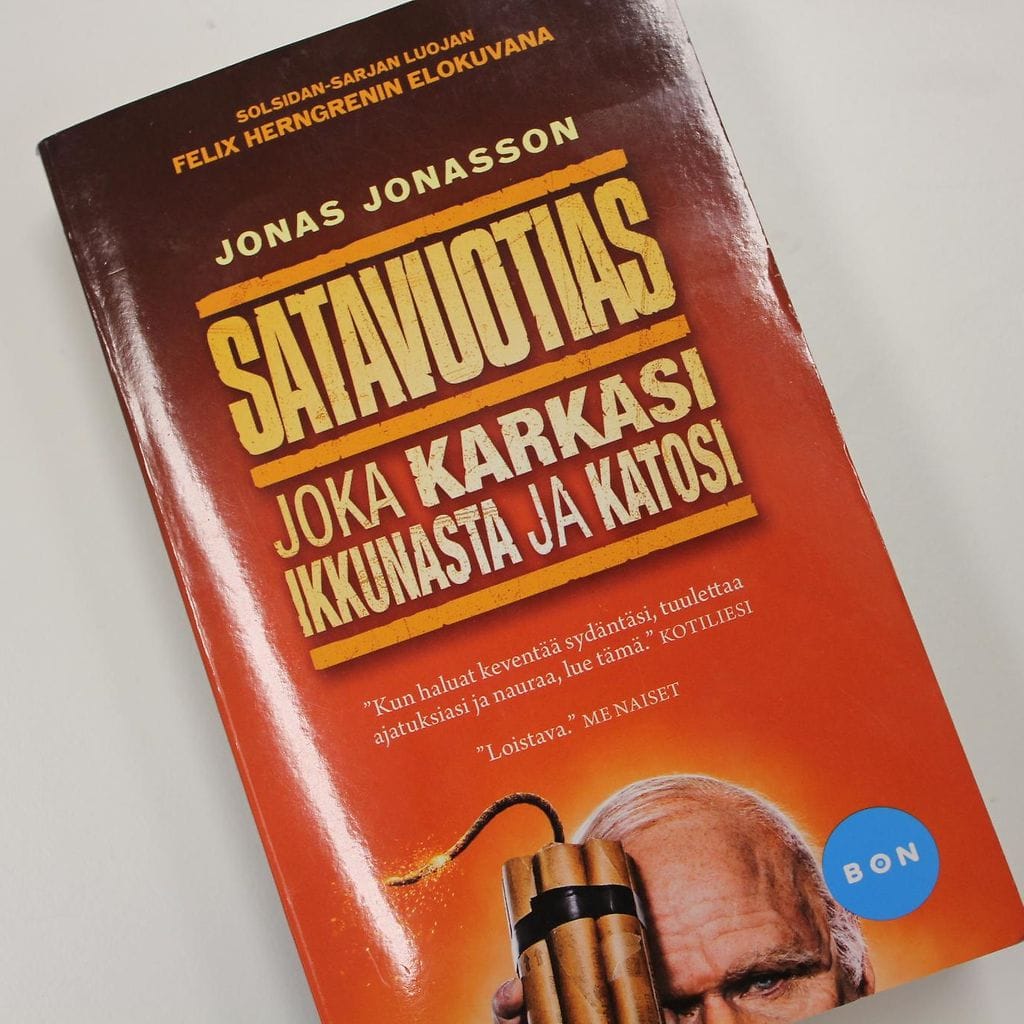 SOLSIDAN-SARJAN LUOJAN
FELIX HERNGRENIN ELOKUVANA
JONAS JONASSON
SATAVUOTIAS
JOKA KARKASI
IKKUNASTA JA KATOSI
”Kun haluat keventää sydäntäsi, tuulettaa
ajatuksiasi ja nauraa, lue tämä.” KOTILIESI
”Loistava.” ME NAISET
BON